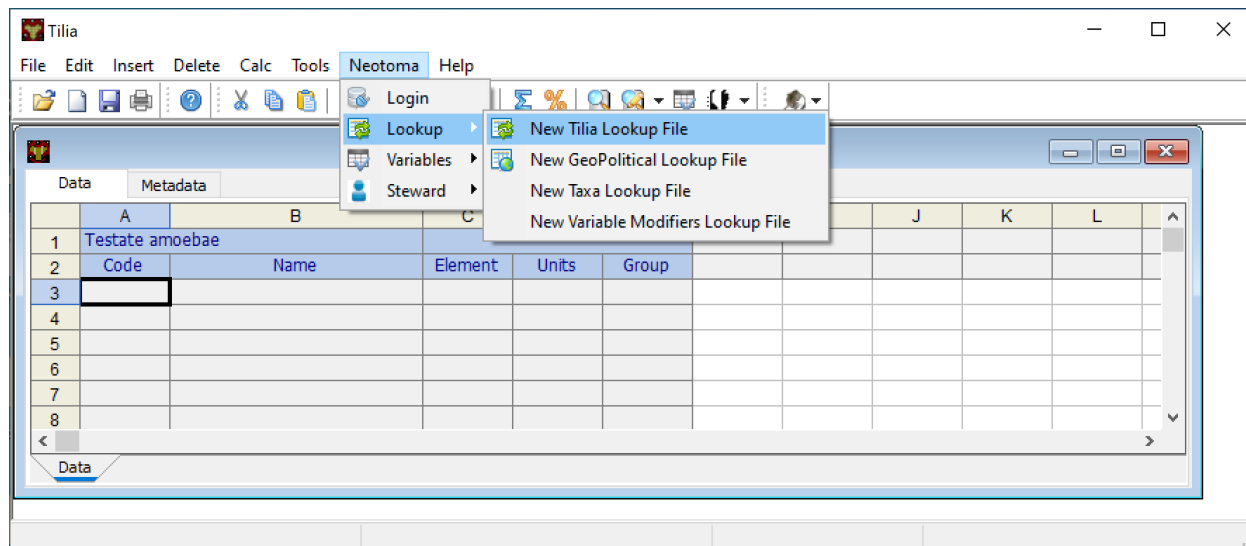 Tilia
File Edit Insert Delete Calc Tools Neotoma Help
Login
Lookup New Tilia Lookup File
Variables New GeoPolitical Lookup File
Steward New Taxa Lookup File
New Variable Modifiers Lookup File
Data Metadata
A B C J K L
1 Testate amoebae
2 Code Name Element Units Group
3
4
5
6
7
8
Data